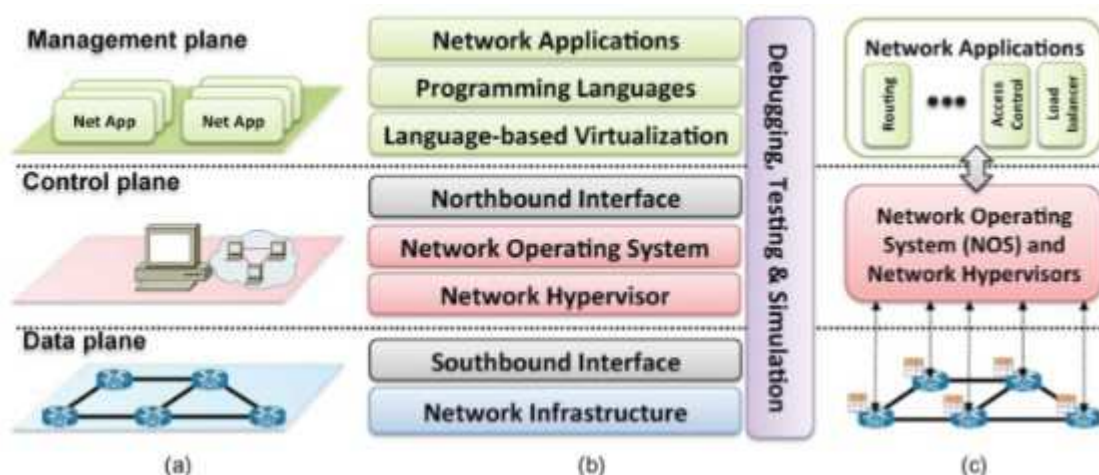 Management plane
Net App
Net App
Control plane
Data plane
(a)
Network Applications
Programming Languages
Language-based Virtualization
Northbound Interface
Network Operating System
Network Hypervisor
Southbound Interface
Network Infrastructure
Debugging, Testing & Simulation
(b)
Network Applications
Routing
Access
Control
Load
balancer
Network Operating
System (NOS) and
Network Hypervisors
(c)